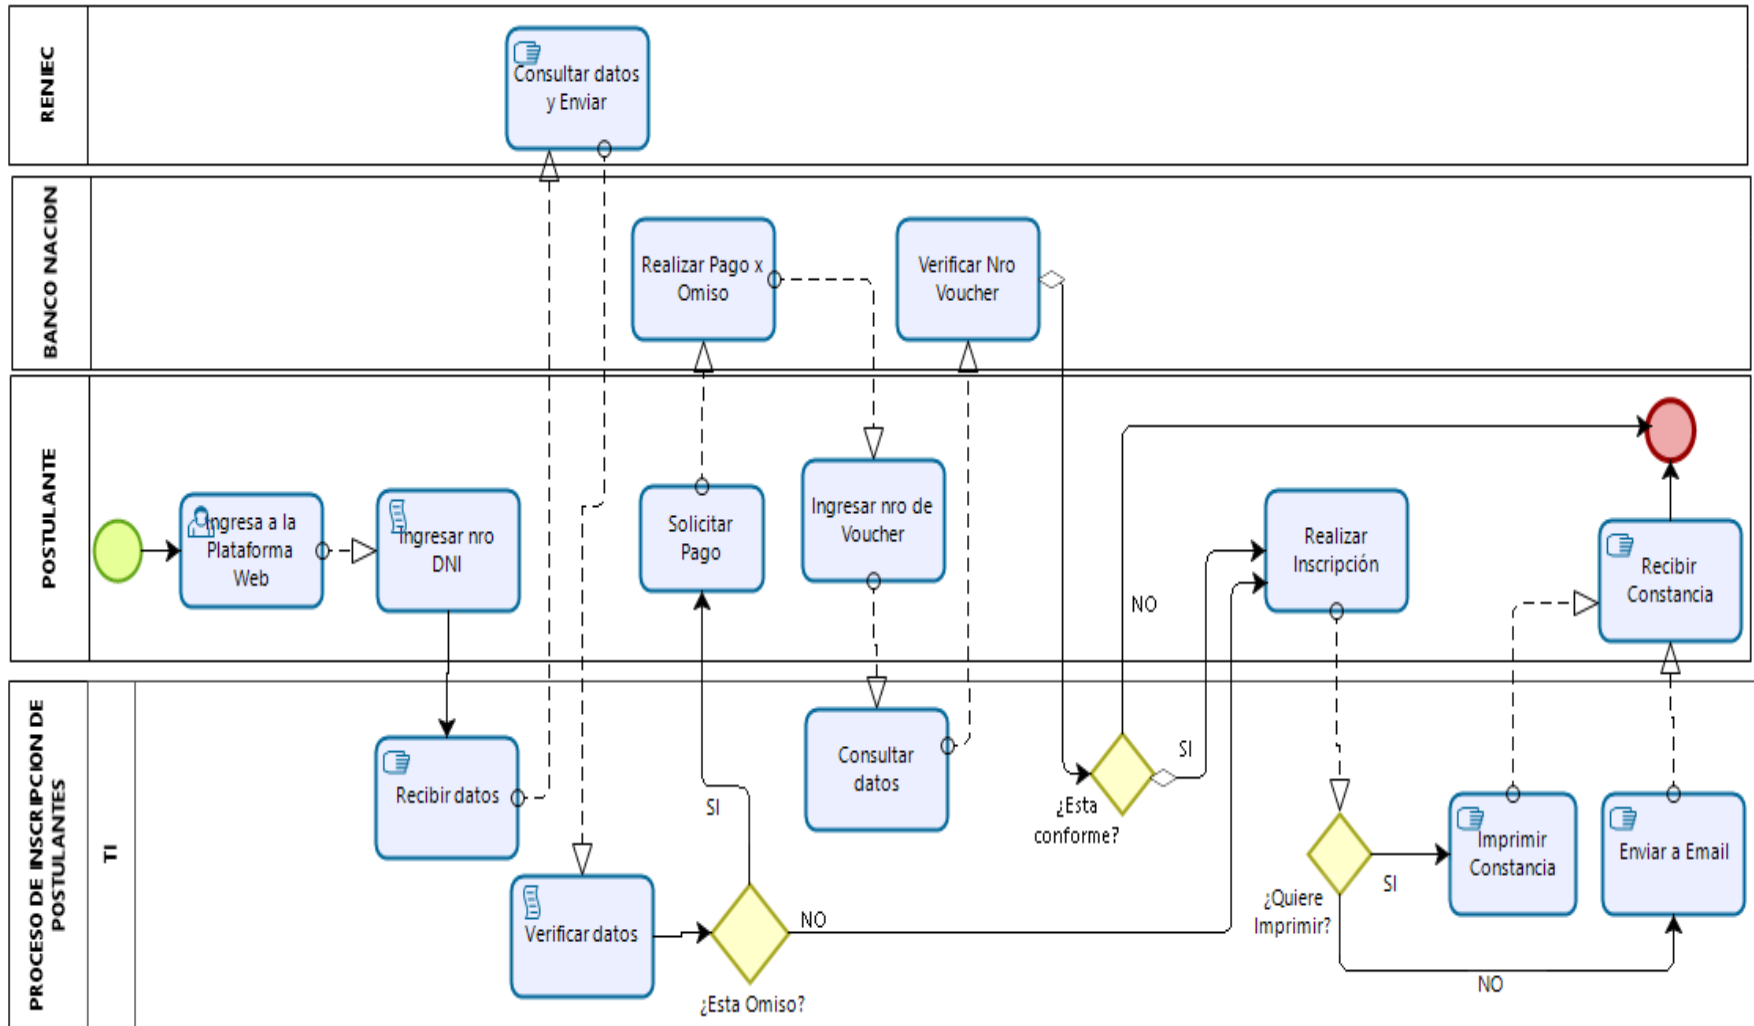 RENIEC
Consultar datos
y Enviar
BANCO NACION
Realizar Pago x
Omiso
Verificar Nro
Voucher
POSTULANTE
Ingresa a la
Plataforma
Web
Ingresar nro
DNI
Solicitar
Pago
Ingresar nro de
Voucher
NO
Realizar
Inscripción
Recibir
Constancia
PROCESO DE INSCRIPCION DE
POSTULANTES
TI
Recibir datos
Verificar datos
SI
¿Esta Omiso?
NO
Consultar
datos
¿Esta
conforme?
SI
¿Quiere
Imprimir?
SI
NO
Imprimir
Constancia
Enviar a Email